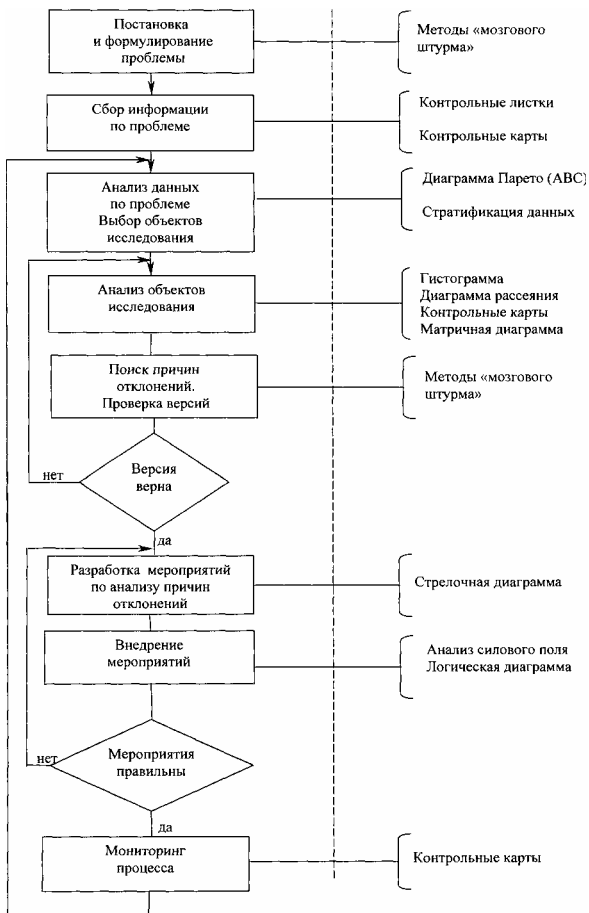 Постановка
и формулирование
проблемы
Методы «мозгового
штурма»
Сбор информации
по проблеме
Контрольные листки
Контрольные карты
Анализ данных
по проблеме
Выбор объектов
исследования
Диаграмма Парето (АВС)
Стратификация данных
Анализ объектов
исследования
Гистограмма
Диаграмма рассеяния
Контрольные карты
Матричная диаграмма
Поиск причин
отклонений.
Проверка версий
Методы «мозгового
штурма»
нет
Версия
верна
да
Разработка мероприятий
по анализу причин
отклонений
Стрелочная диаграмма
Внедрение
мероприятий
Анализ силового поля
Логическая диаграмма
нет
Мероприятия
правильны
да
Мониторинг
процесса
Контрольные карты